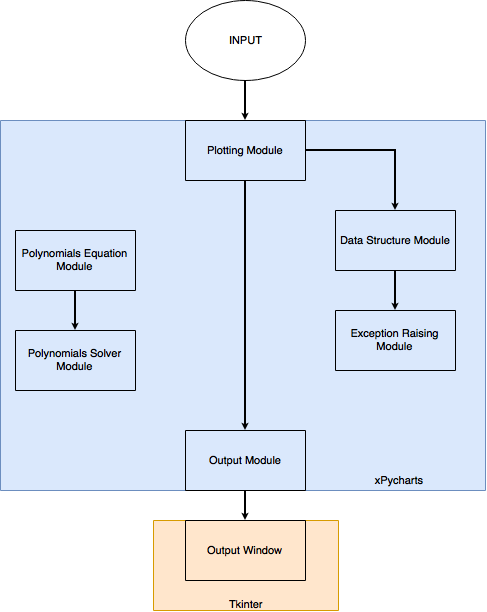 INPUT
Plotting Module
Data Structure Module
Polynomials Equation
Module
Exception Raising
Module
Polynomials Solver
Module
Output Module
xPycharts
Output Window
Tkinter